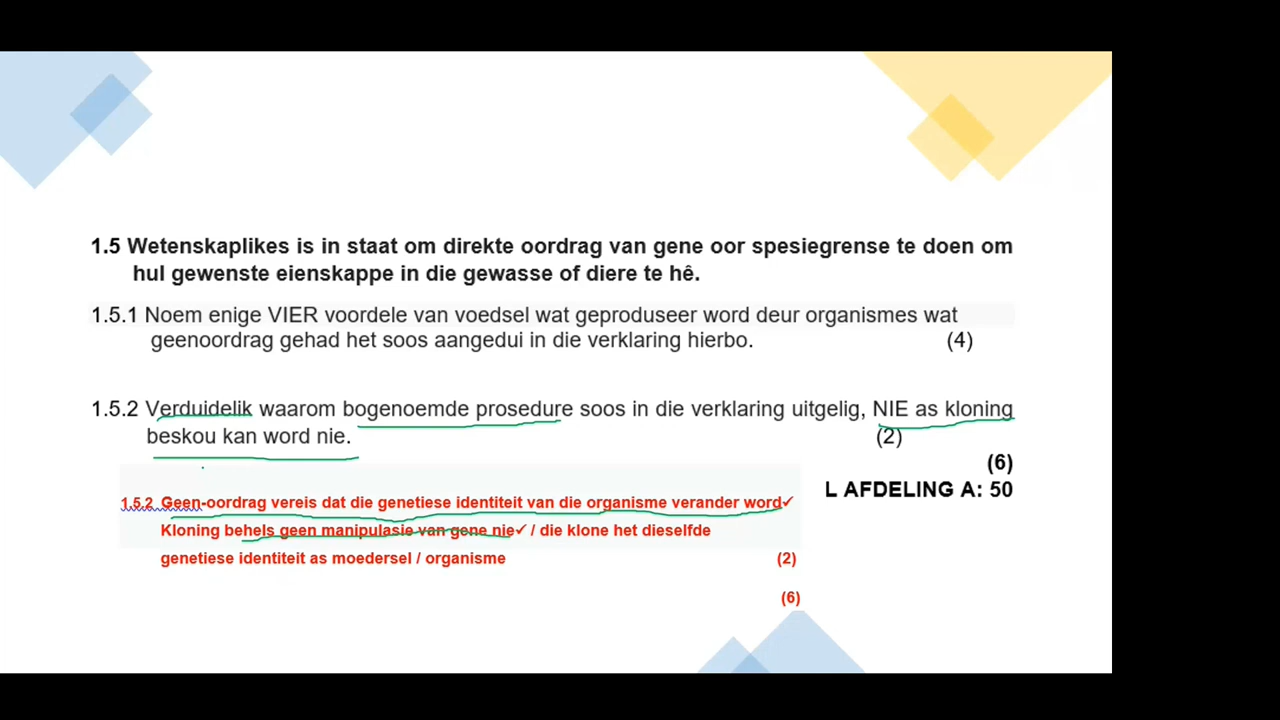 1.5 Wetenskaplikes is in staat om direkte oordrag van gene oor spesiegrense te doen om
hul gewenste eienskappe in die gewasse of diere te hê.
1.5.1 Noem enige VIER voordele van voedsel wat geproduseer word deur organismes wat
geenoordrag gehad het soos aangedui in die verklaring hierbo. (4)
1.5.2 Verduidelik waarom bogenoemde prosedure soos in die verklaring uitgelig, NIE as kloning
beskou kan word nie. (2)
(6)
L AFDELING A: 50
1.5.2 Geen-oordrag vereis dat die genetiese identiteit van die organisme verander word✓
Kloning behels geen manipulasie van gene nie✓ / die klone het dieselfde
genetiese identiteit as moedersel / organisme (2)
(6)